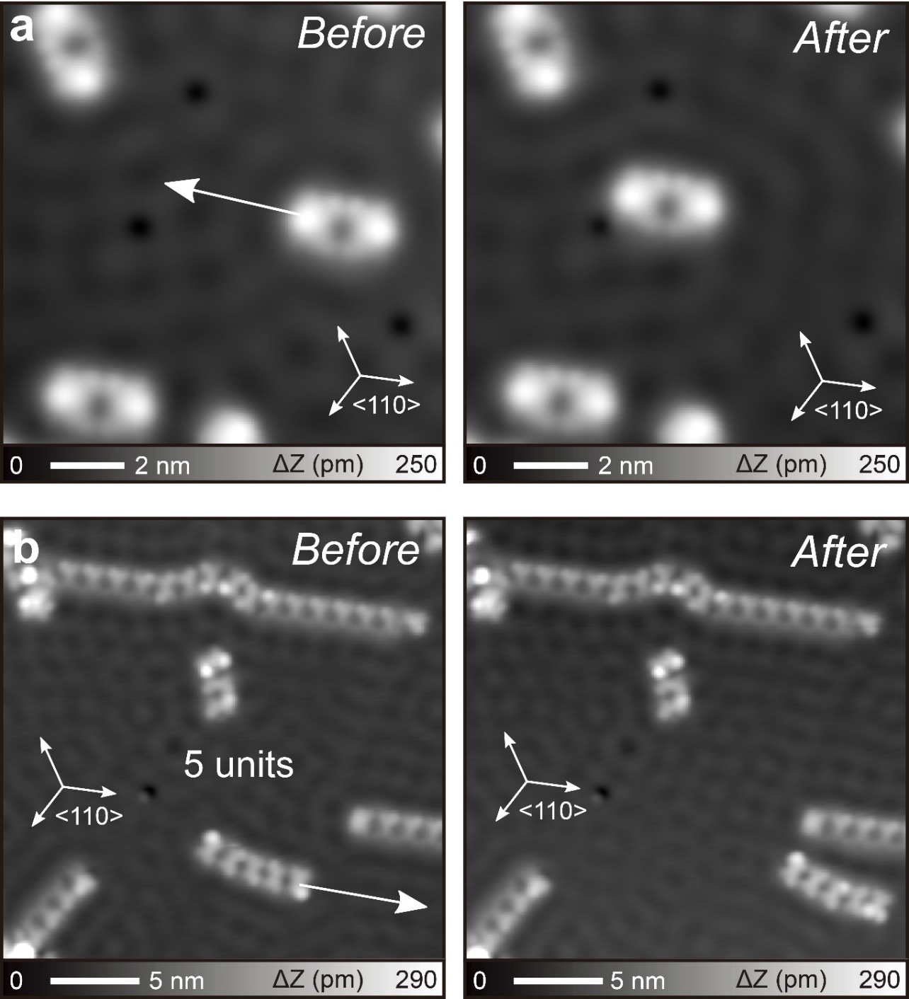 a
Before
After
<110>
<110>
0 2 nm ΔZ (pm) 250
0 2 nm ΔZ (pm) 250
b
Before
After
5 units
<110>
<110>
0 5 nm ΔZ (pm) 290
0 5 nm ΔZ (pm) 290